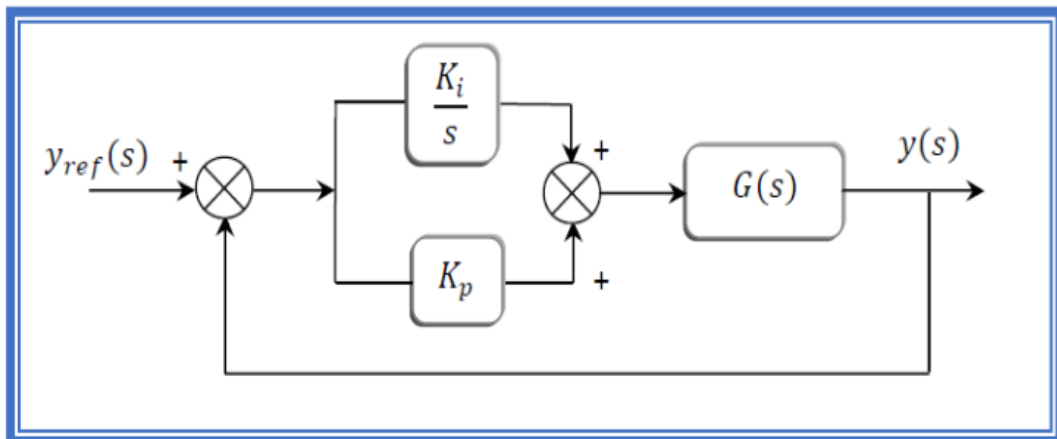 K_i
s
y_ref(s) +
+
G(s)
y(s)
K_p
+